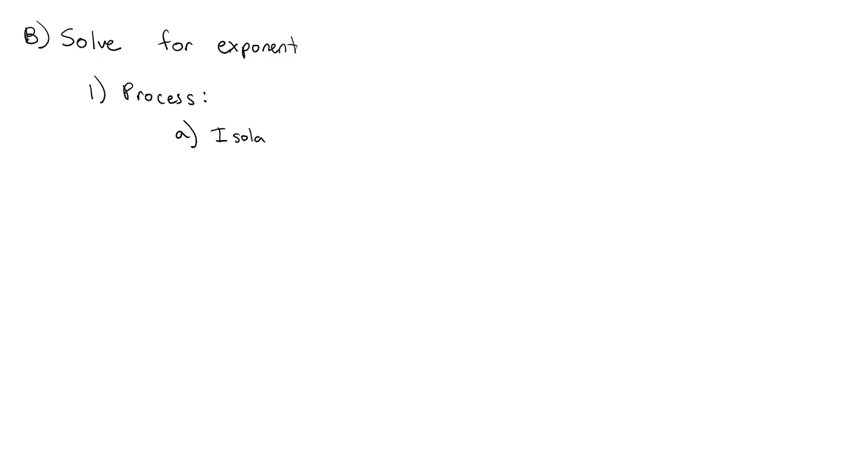 B) Solve for exponent
1) Process:
a) Isola